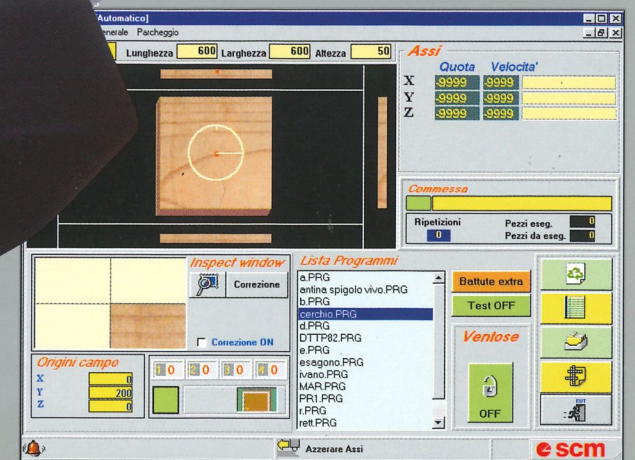 Automatico]
enerale Parcheggio
Lunghezza 600 Larghezza 600 Altezza 50
Assi
Quota Velocita'
X -9999 -9999
Y -9999 -9999
Z -9999 -9999
Commessa
Ripetizioni
0
Pezzi eseg. 0
Pezzi da eseg. 0
Inspect window
Correzione
Correzione ON
Origini campo
X 0
Y 200
Z 0
1 0 2 0 3 0 4 0
Lista Programmi
a.PRG
antina spigolo vivo.PRG
b.PRG
cerchio.PRG
d.PRG
DTTP82.PRG
e.PRG
esagono.PRG
ivano.PRG
MAR.PRG
PR1.PRG
r.PRG
rett.PRG
Battute extra
Test OFF
Ventose
OFF
EXIT
Azzerare Assi
scm